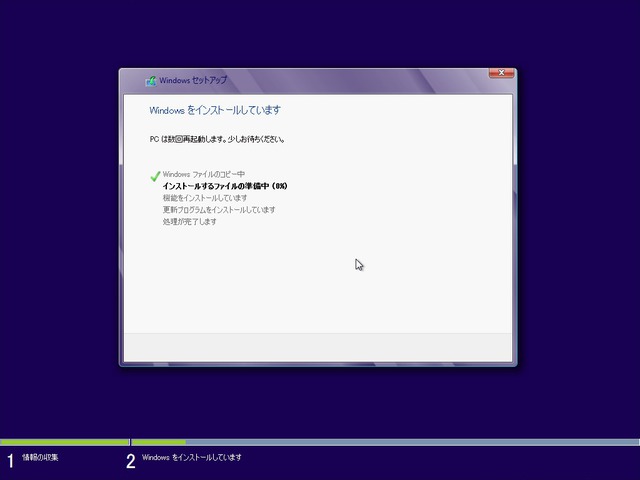 Windows セットアップ
Windows をインストールしています
PC は数回再起動します。少しお待ちください。
Windows ファイルのコピー中
インストールするファイルの準備中 (0%)
機能をインストールしています
更新プログラムをインストールしています
処理が完了します
1 情報の収集
2 Windows をインストールしています